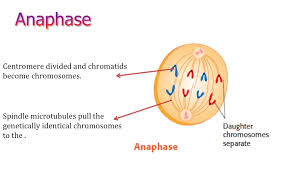 Anaphase
Centromere divided and chromatids
become chromosomes.
Spindle microtubules pull the
genetically identical chromosomes
to the .
Anaphase
Daughter
chromosomes
separate